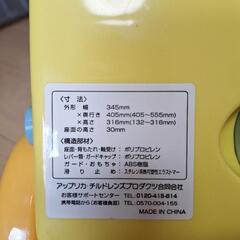 ＜寸 法＞
外形 幅 345mm
×奥行き 405mm(405~555mm)
×高さ 316mm(132~316mm)
座面の高さ 30mm
＜構造部材＞
座面・背もたれ・軸受け： ポリプロピレン
レバー類・ガードキャップ： ポリプロピレン
ガード・おもちゃ： ABS樹脂
滑り止め： スチレン系熱可塑性エラストマー
アップリカ・チルドレンズプロダクツ合同会社
お客様サポートセンター TEL. 0120-415-814
携帯電話から(お客様負担) TEL. 0570-004-155
MADE IN CHINA